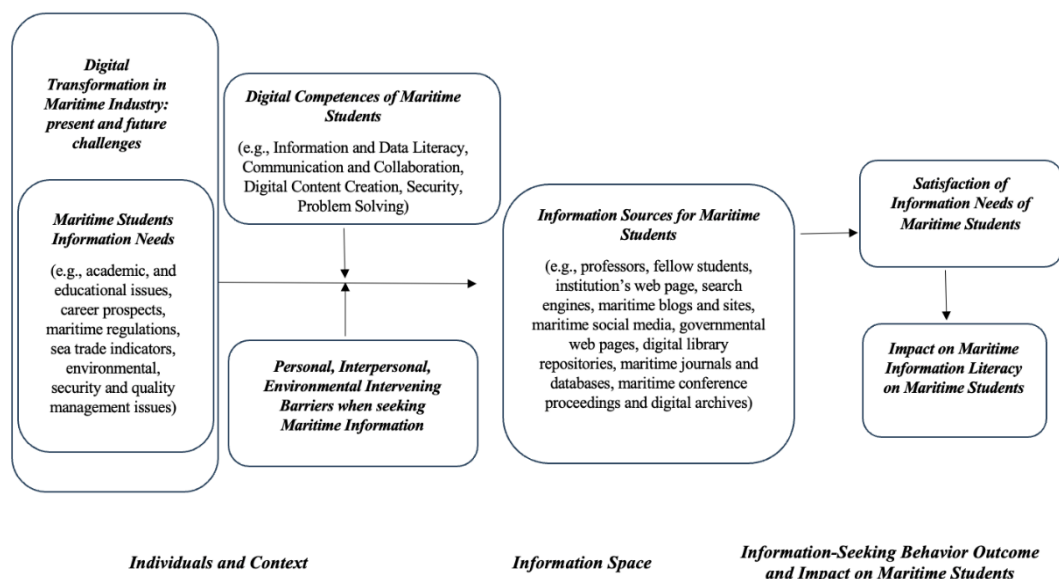 Digital
Transformation in
Maritime Industry:
present and future
challenges
Maritime Students
Information Needs
(e.g., academic, and
educational issues,
career prospects,
maritime regulations,
sea trade indicators,
environmental,
security and quality
management issues)
Digital Competences of Maritime
Students
(e.g., Information and Data Literacy,
Communication and Collaboration,
Digital Content Creation, Security,
Problem Solving)
Personal, Interpersonal,
Environmental Intervening
Barriers when seeking
Maritime Information
Information Sources for Maritime
Students
(e.g., professors, fellow students,
institution's web page, search
engines, maritime blogs and sites,
maritime social media, governmental
web pages, digital library
repositories, maritime journals and
databases, maritime conference
proceedings and digital archives)
Satisfaction of
Information Needs of
Maritime Students
Impact on Maritime
Information Literacy
on Maritime Students
Individuals and Context
Information Space
Information-Seeking Behavior Outcome
and Impact on Maritime Students